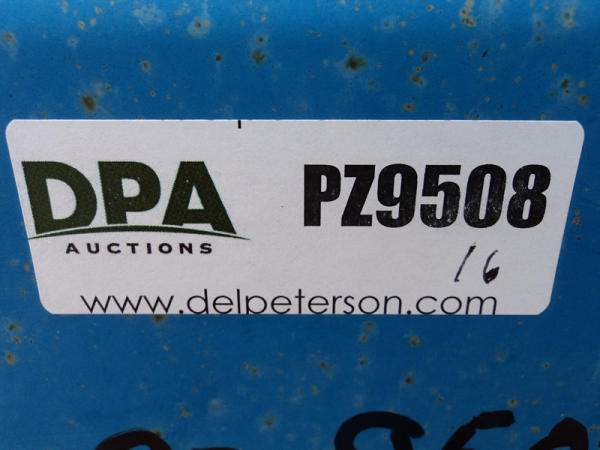 DPA
AUCTIONS
PZ9508
16
www.delpeterson.com